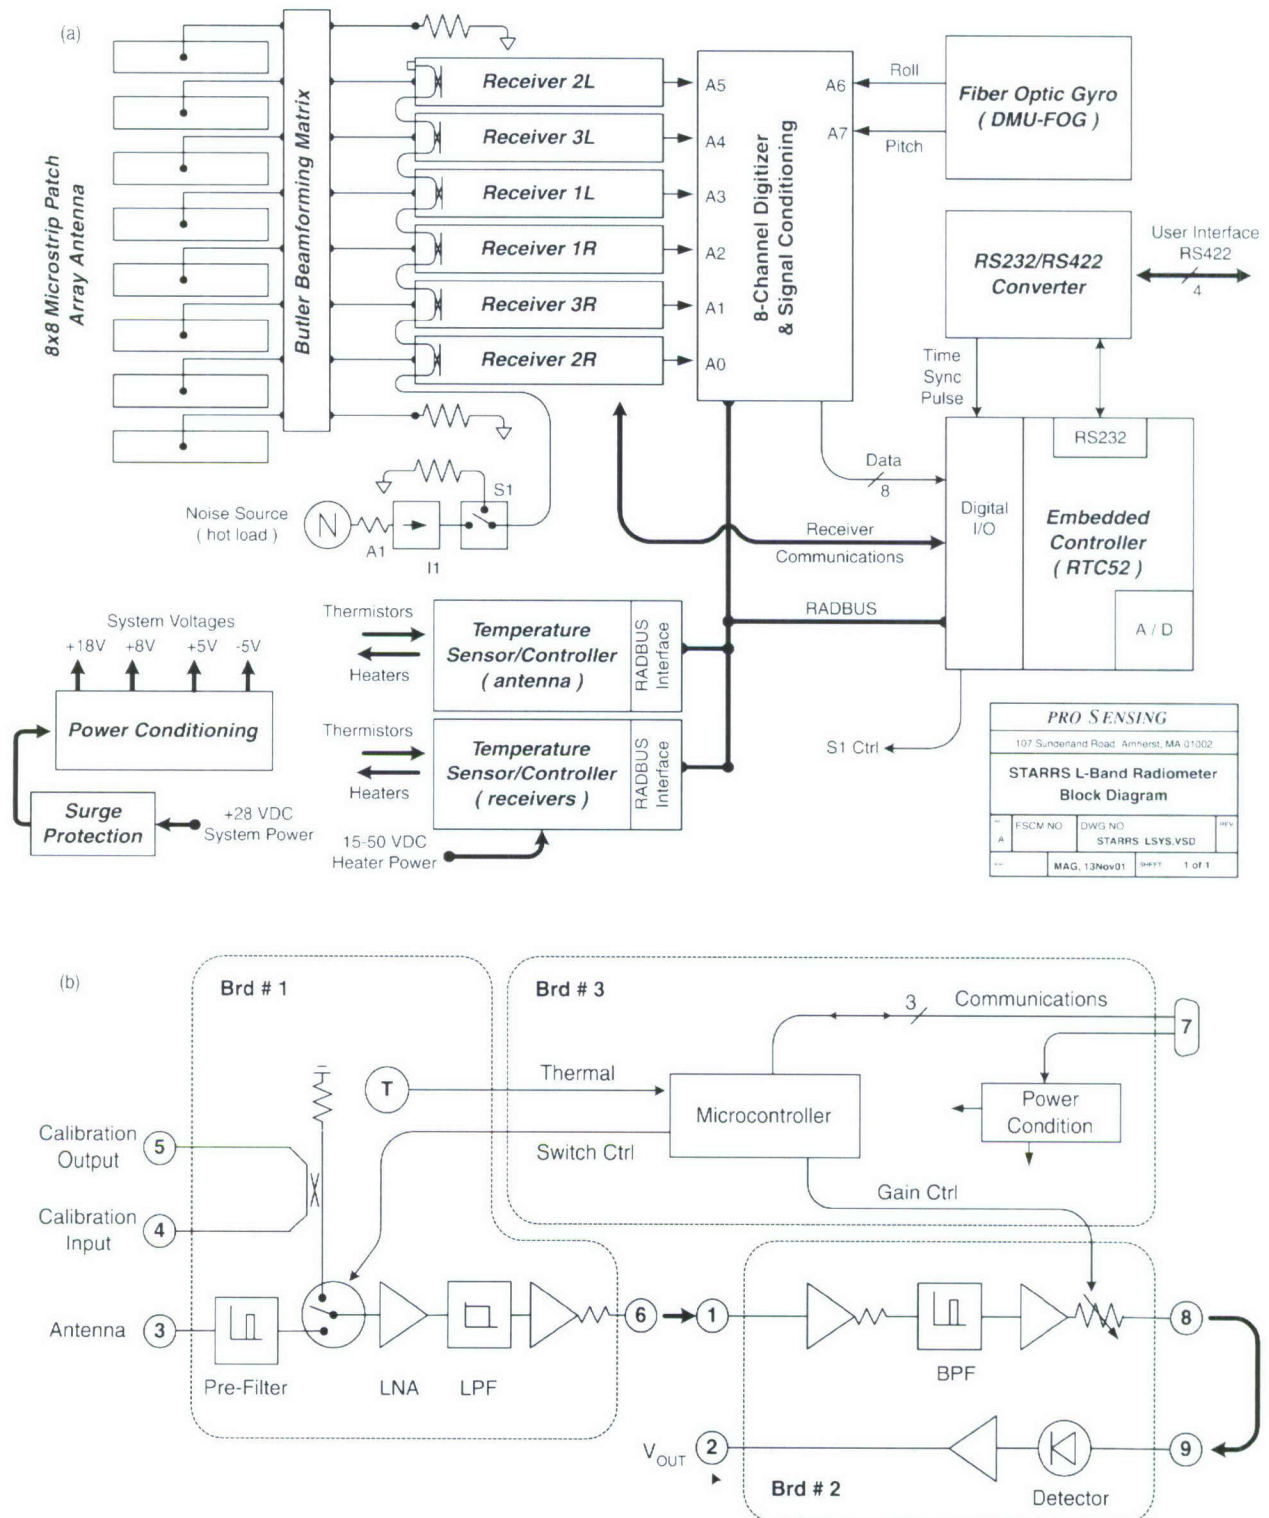 (a)
8x8 Microstrip Patch
Array Antenna
Butler Beamforming Matrix
Receiver 2L
Receiver 3L
Receiver 1L
Receiver 1R
Receiver 3R
Receiver 2R
A5
A4
A3
A2
A1
A0
A6
A7
8-Channel Digitizer
& Signal Conditioning
Roll
Pitch
Fiber Optic Gyro
( DMU-FOG )
RS232/RS422
Converter
User Interface
RS422
4
Time
Sync
Pulse
RS232
Data
8
Digital
I/O
Embedded
Controller
( RTC52 )
A / D
Noise Source
( hot load )
N
A1
I1
S1
Receiver
Communications
RADBUS
S1 Ctrl
System Voltages
+18V +8V +5V -5V
Power Conditioning
Surge
Protection
+28 VDC
System Power
Thermistors
Heaters
Temperature
Sensor/Controller
( antenna )
RADBUS
Interface
Thermistors
Heaters
Temperature
Sensor/Controller
( receivers )
RADBUS
Interface
15-50 VDC
Heater Power
PRO SENSING
107 Sunderland Road Amherst, MA 01002
STARRS L-Band Radiometer
Block Diagram
A
FSCM NO
DWG NO
STARRS LSYS.VSD
REV
MAG, 13Nov01
SHEET
1 of 1
(b)
Brd # 1
Brd # 3
3
Communications
7
T
Thermal
Microcontroller
Power
Condition
Switch Ctrl
Gain Ctrl
Calibration
Output
5
Calibration
Input
4
Antenna
3
Pre-Filter
LNA
LPF
6
1
BPF
8
VOUT
2
9
Brd # 2
Detector